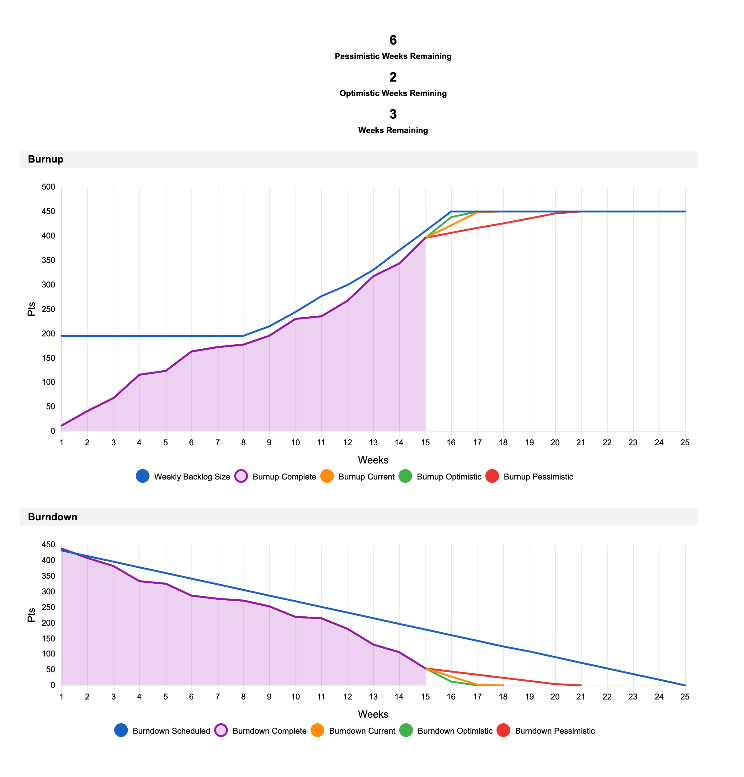 6
Pessimistic Weeks Remaining
2
Optimistic Weeks Remining
3
Weeks Remaining
Burnup
500
450
400
350
300
250
200
150
100
50
0
Pts
1 2 3 4 5 6 7 8 9 10 11 12 13 14 15 16 17 18 19 20 21 22 23 24 25
Weeks
Weekly Backlog Size Burnup Complete Burnup Current Burnup Optimistic Burnup Pessimistic
Burndown
450
400
350
300
250
200
150
100
50
0
Pts
1 2 3 4 5 6 7 8 9 10 11 12 13 14 15 16 17 18 19 20 21 22 23 24 25
Weeks
Burndown Scheduled Burndown Complete Burndown Current Burndown Optimistic Burndown Pessimistic